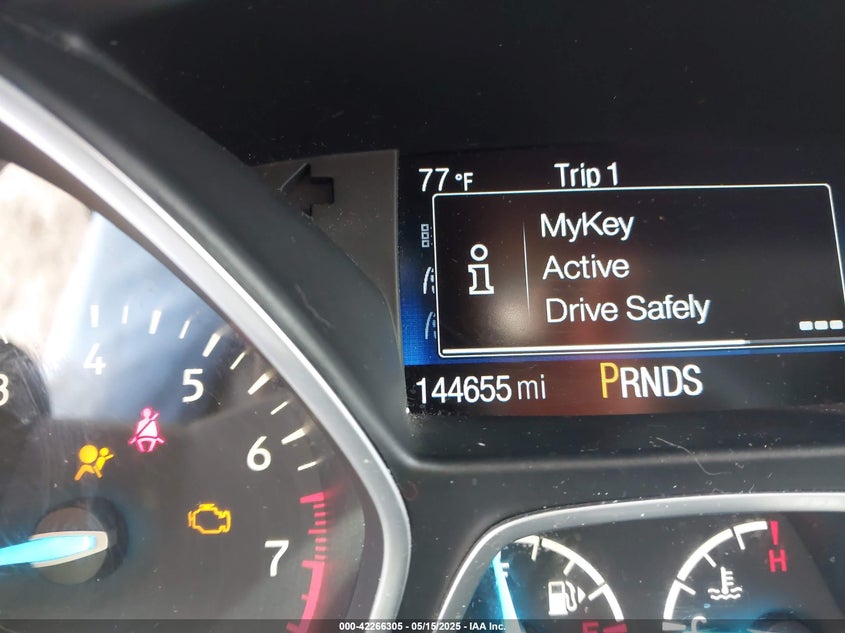 77 °F Trip 1
MyKey
i
Active
Drive Safely
144655 mi PRNDS
3
4
5
6
7
F
E
H
C
000-42266305 - 05/15/2025 - IAA Inc.